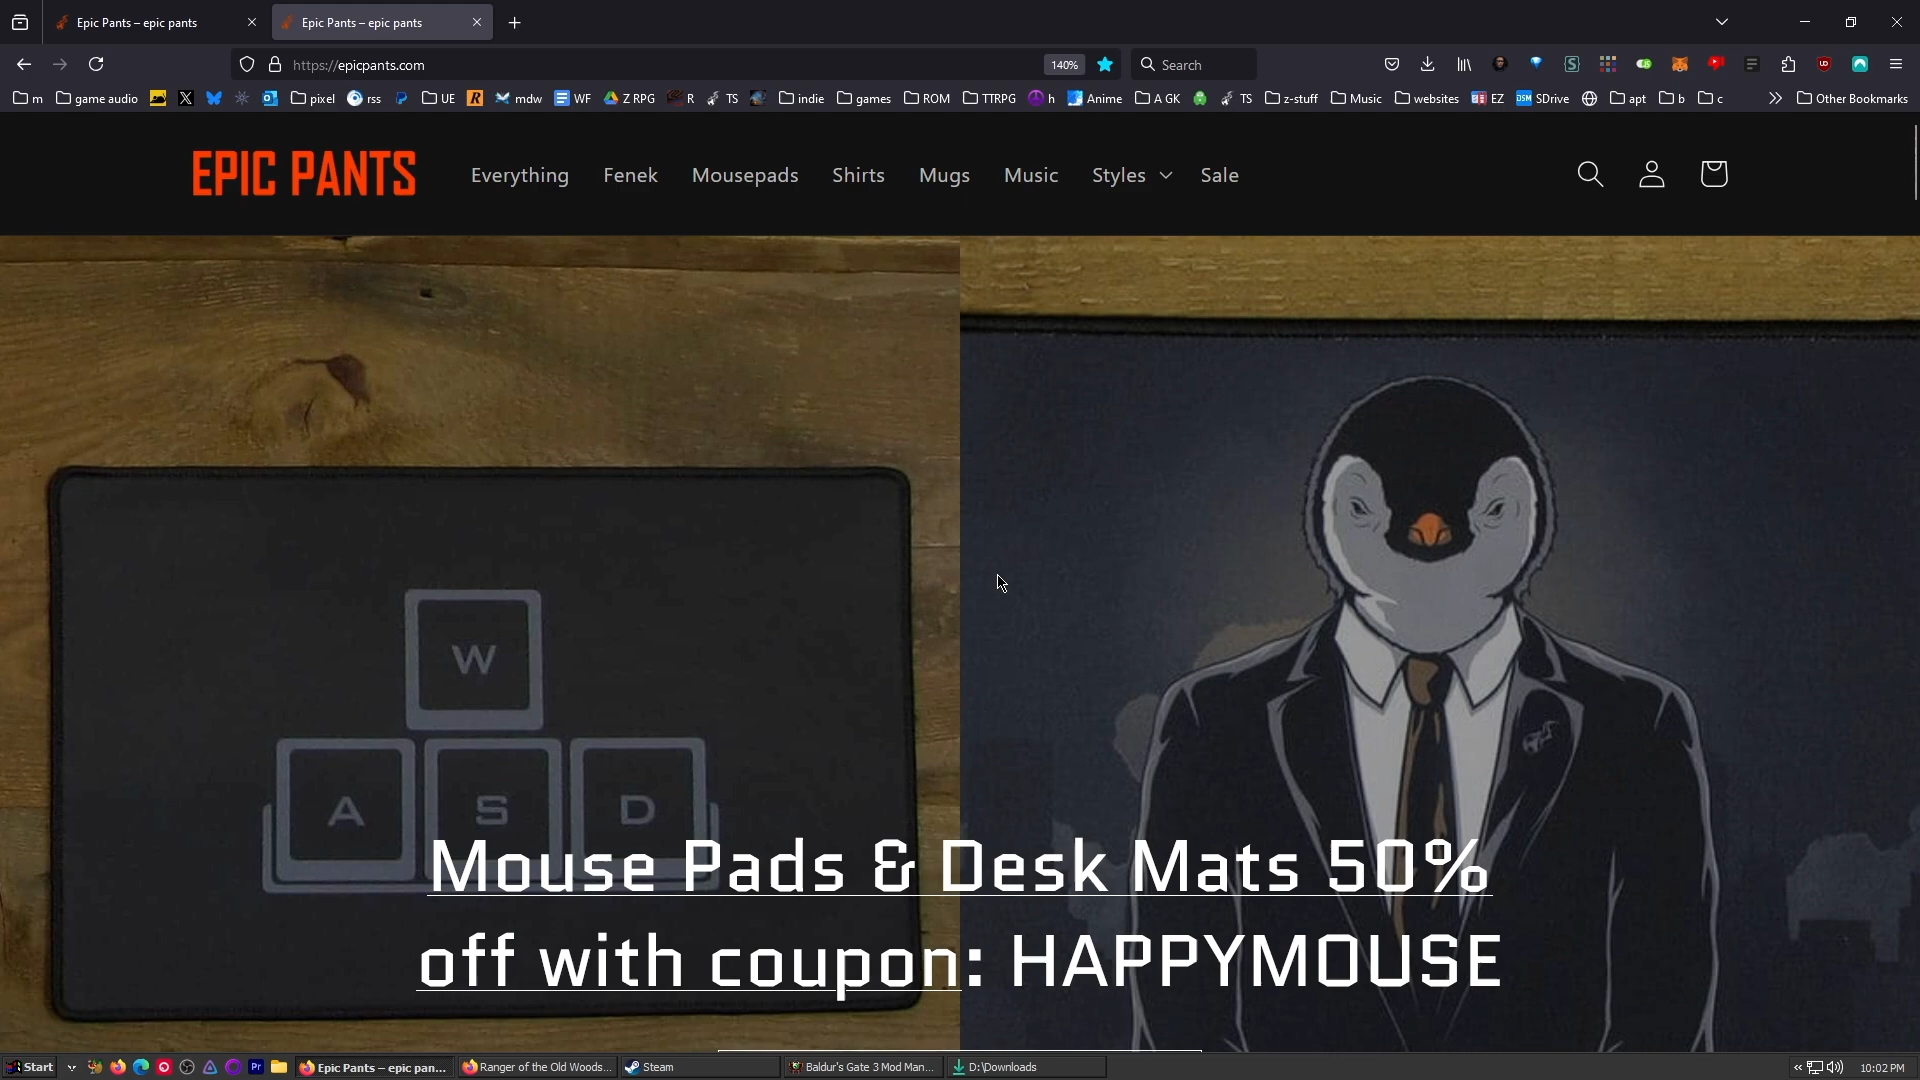 Epic Pants – epic pants
Epic Pants – epic pants
https://epicpants.com
140%
Search
m
game audio
pixel
rss
UE
mdw
WF
Z RPG
R
TS
indie
games
ROM
TTRPG
h
Anime
A GK
TS
z-stuff
Music
websites
EZ
SDrive
apt
b
c
Other Bookmarks
EPIC PANTS
Everything
Fenek
Mousepads
Shirts
Mugs
Music
Styles
Sale
W
A S D
Mouse Pads & Desk Mats 50%
off with coupon: HAPPYMOUSE
Start
Epic Pants – epic pan...
Ranger of the Old Woods...
Steam
Baldur's Gate 3 Mod Man...
D:\Downloads
10:02 PM